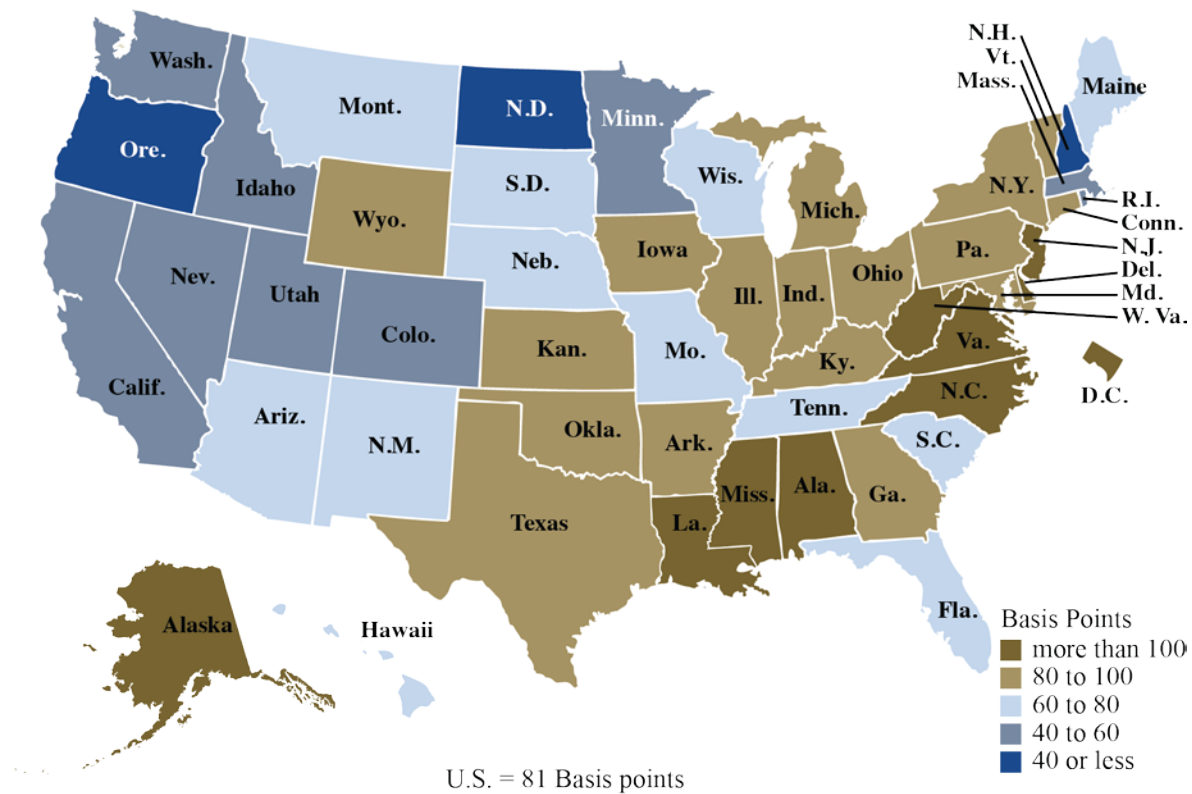 N.H.
Vt.
Mass.
Wash.
Mont.
N.D.
Minn.
Maine
Ore.
Idaho
S.D.
Wis.
Wyo.
Mich.
N.Y.
R.I.
Conn.
N.J.
Del.
Md.
W. Va.
Nev.
Utah
Neb.
Iowa
Ill.
Ind.
Ohio
Pa.
Calif.
Colo.
Kan.
Mo.
Ky.
Va.
D.C.
Ariz.
N.M.
Okla.
Ark.
Tenn.
N.C.
S.C.
Texas
La.
Miss.
Ala.
Ga.
Fla.
Alaska
Hawaii
Basis Points
more than 100
80 to 100
60 to 80
40 to 60
40 or less
U.S. = 81 Basis points